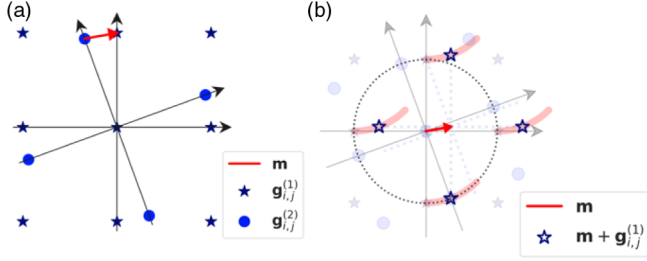 (a)
(b)
m
g^{(1)}_{i,j}
g^{(2)}_{i,j}
m
m + g^{(1)}_{i,j}